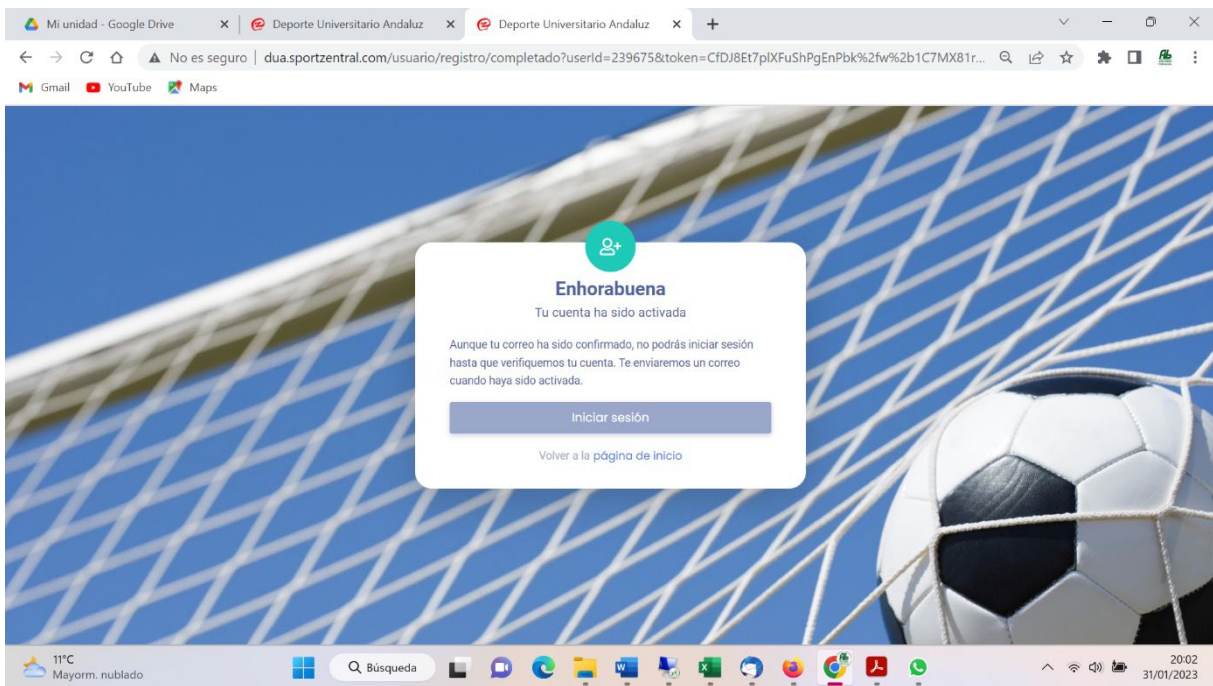 Mi unidad - Google Drive
Deporte Universitario Andaluz
Deporte Universitario Andaluz
No es seguro | dua.sportzentral.com/usuario/registro/completado?userId=239675&token=CfDJ8Et7plXFuShPgEnPbk%2fw%2b1C7MX81r...
Gmail YouTube Maps
Enhorabuena
Tu cuenta ha sido activada
Aunque tu correo ha sido confirmado, no podrás iniciar sesión
hasta que verifiquemos tu cuenta. Te enviaremos un correo
cuando haya sido activada.
Iniciar sesión
Volver a la página de inicio
11°C
Mayorm. nublado
Búsqueda
20:02
31/01/2023